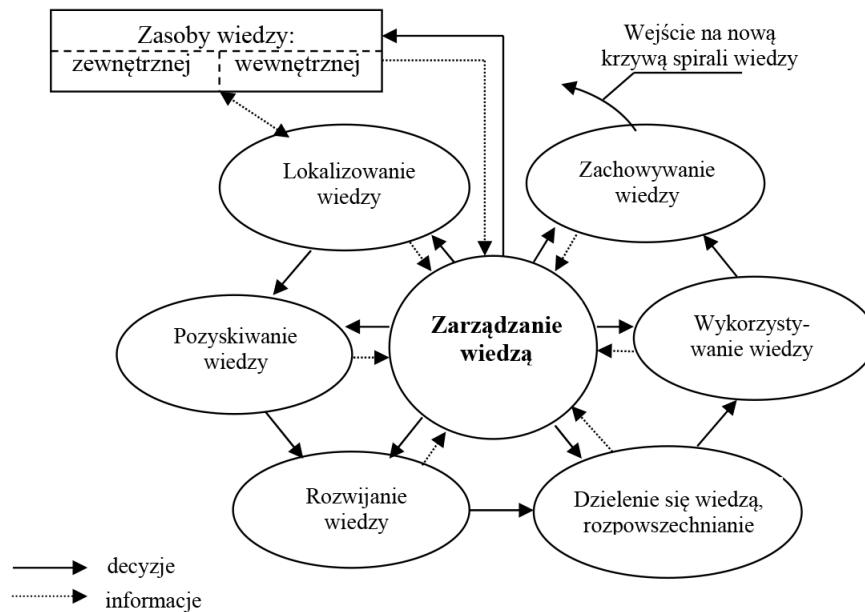 Zasoby wiedzy:
zewnętrznej wewnętrznej
Wejście na nową
krzywą spirali wiedzy
Lokalizowanie
wiedzy
Zachowywanie
wiedzy
Pozyskiwanie
wiedzy
Zarządzanie
wiedzą
Wykorzysty-
wanie wiedzy
Rozwijanie
wiedzy
Dzielenie się wiedzą,
rozpowszechnianie
decyzje
informacje